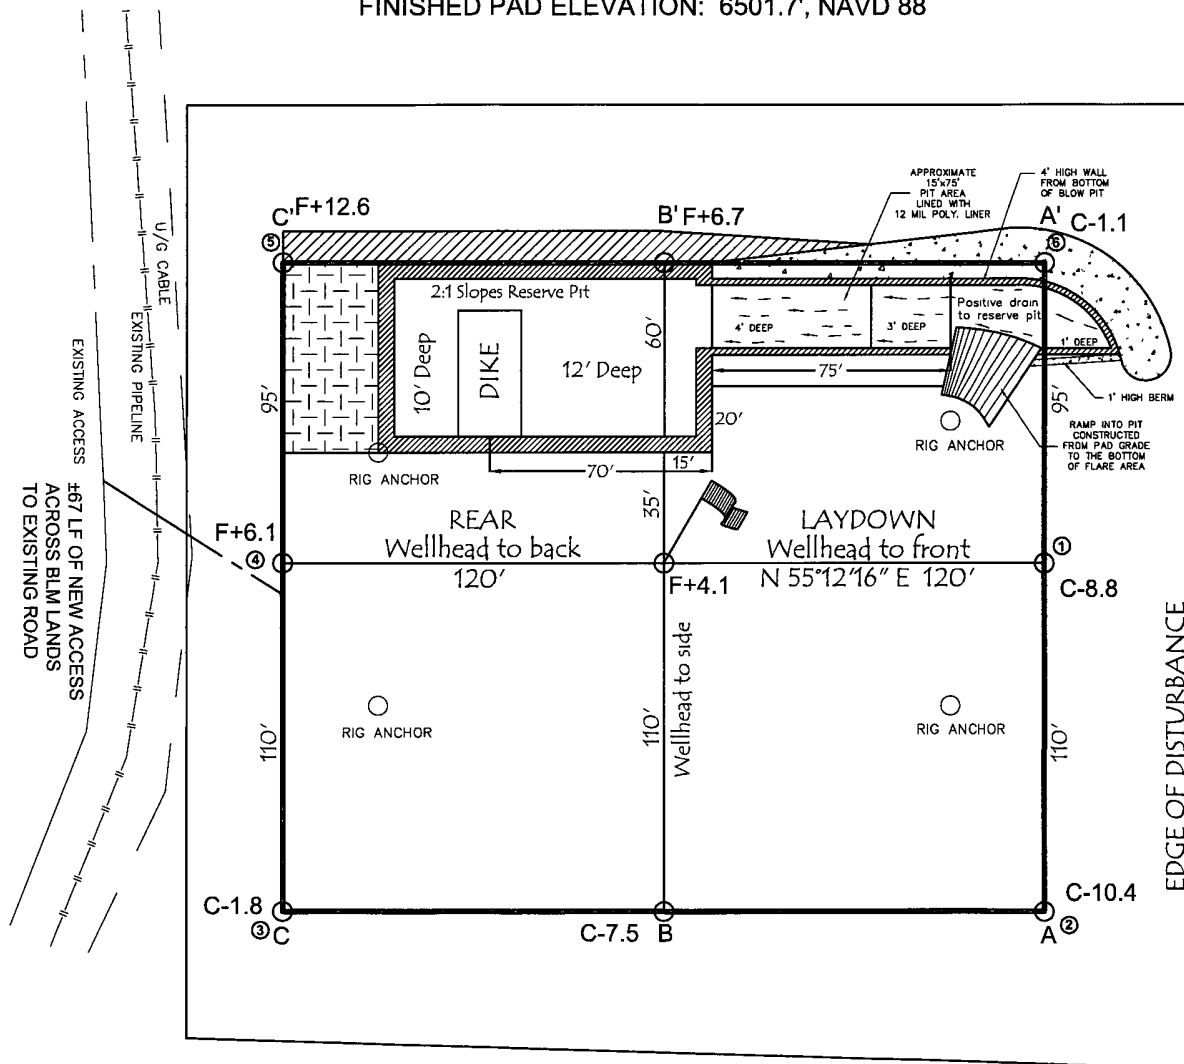 FINISHED PAD ELEVATION: 6501.7', NAVD 88
APPROXIMATE
15'x75'
PIT AREA
LINED WITH
12 MIL POLY. LINER
4' HIGH WALL
FROM BOTTOM
OF BLOW PIT
C' F+12.6
B' F+6.7
A' C-1.1
⑤
⑥
U/G CABLE
EXISTING PIPELINE
EXISTING ACCESS
2:1 Slopes Reserve Pit
10' Deep
DIKE
12' Deep
60'
4' DEEP
3' DEEP
Positive drain
to reserve pit
1' DEEP
75'
95'
95'
1' HIGH BERM
20'
RIG ANCHOR
RAMP INTO PIT
CONSTRUCTED
FROM PAD GRADE
TO THE BOTTOM
OF FLARE AREA
15'
70'
RIG ANCHOR
35'
±67 LF OF NEW ACCESS
ACROSS BLM LANDS
TO EXISTING ROAD
F+6.1
④
REAR
Wellhead to back
120'
LAYDOWN
Wellhead to front
N 55°12'16" E 120'
①
F+4.1
C-8.8
EDGE OF DISTURBANCE
Wellhead to side
110'
110'
110'
RIG ANCHOR
RIG ANCHOR
C-1.8
③ C
C-7.5 B
C-10.4
A ②